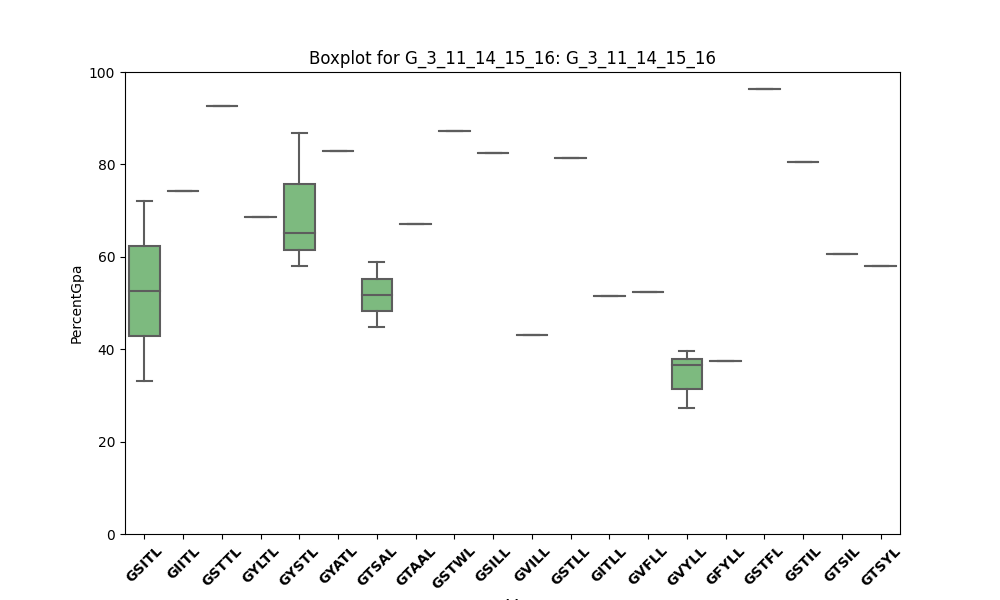 Boxplot for G_3_11_14_15_16: G_3_11_14_15_16
100
80
60
40
20
0
PercentGpa
GSITL
GIITL
GSTTL
GYLTL
GYSTL
GYATL
GTSAL
GTAAL
GSTWL
GSILL
GVILL
GSTLL
GITLL
GVFLL
GVYLL
GFYLL
GSTFL
GSTIL
GTSIL
GTSYL